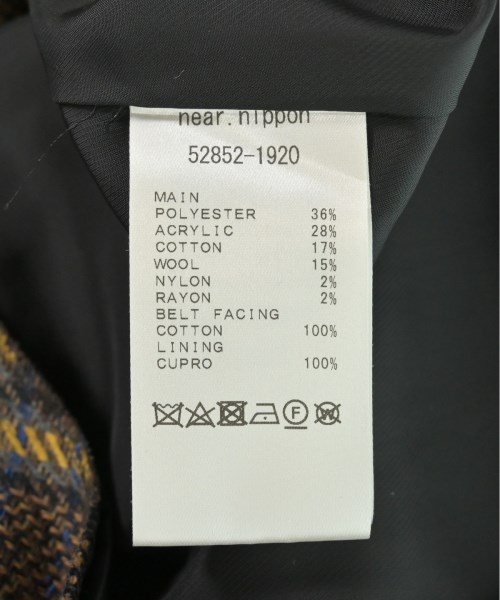 near.nippon
52852-1920
MAIN
POLYESTER 36%
ACRYLIC 28%
COTTON 17%
WOOL 15%
NYLON 2%
RAYON 2%
BELT FACING
COTTON 100%
LINING
CUPRO 100%
F W